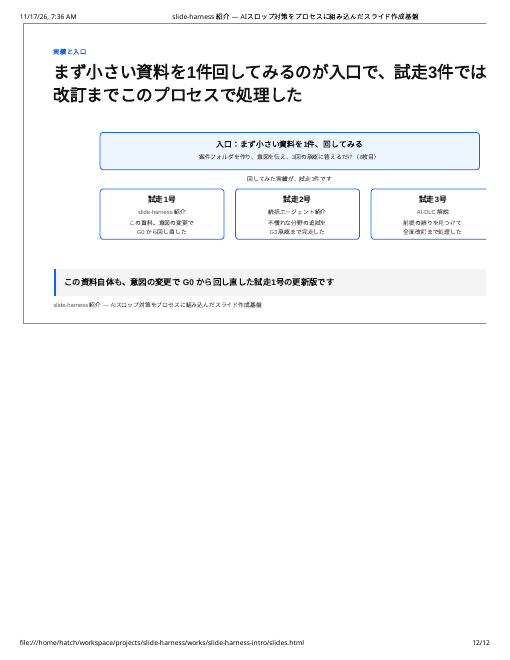 11/17/26, 7:36 AM
slide-harness 紹介 — AIスロップ対策をプロセスに組み込んだスライド作成基盤
実績と入口
まず小さい資料を1件回してみるのが入口で、試走3件では
改訂までこのプロセスで処理した
入口：まず小さい資料を1件、回してみる
案件フォルダを作り、意図を伝え、3回の承認に答えるだけ（8枚目）
回してみた実績が、試走3件です
試走1号
slide-harness 紹介
この資料。意図の変更で
G0 から回し直した
試走2号
統括エージェント紹介
不慣れな分野の追試を
G3 承認まで完走した
試走3号
AI-DLC 解説
前提の誤りを見つけて
全面改訂まで処理した
この資料自体も、意図の変更で G0 から回し直した試走1号の更新版です
slide-harness 紹介 — AIスロップ対策をプロセスに組み込んだスライド作成基盤
file:///home/hatch/workspace/projects/slide-harness/works/slide-harness-intro/slides.html
12/12